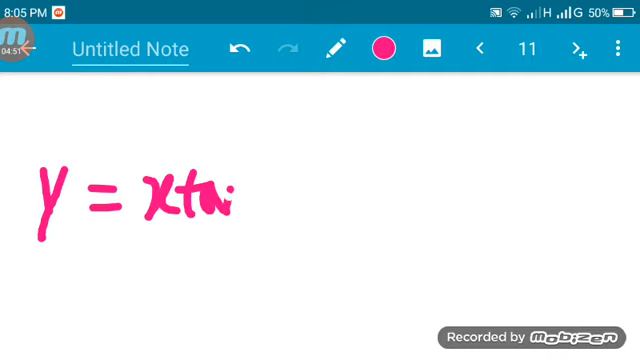 8:05 PM H G 50%
04:51 Untitled Note 11
y = xta
Recorded by mobizen